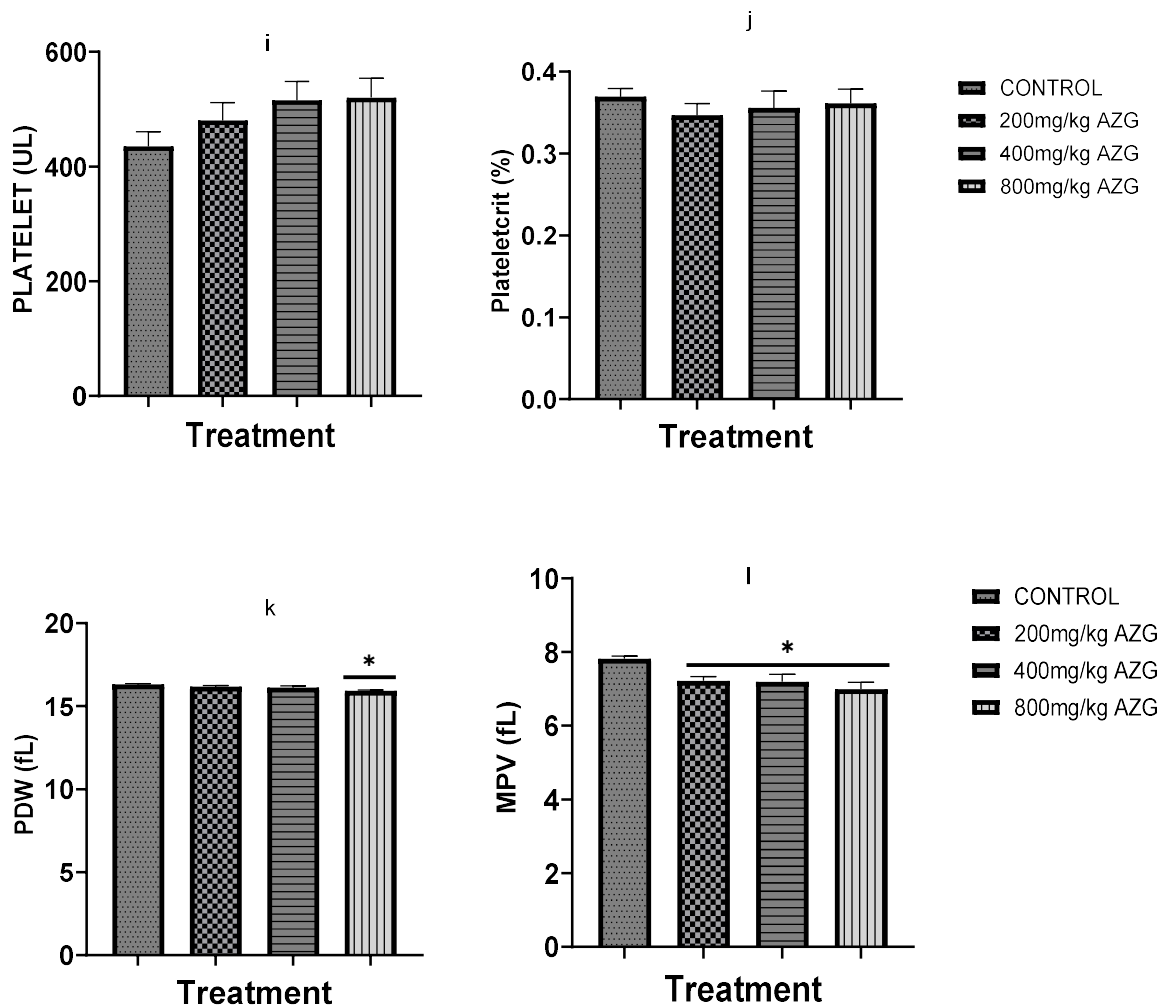 i
600
400
200
0
PLATELET (UL)
Treatment
j
0.4
0.3
0.2
0.1
0.0
Plateletcrit (%)
Treatment
CONTROL
200mg/kg AZG
400mg/kg AZG
800mg/kg AZG
k
20
15
10
5
0
PDW (fL)
*
Treatment
l
10
8
6
4
2
0
MPV (fL)
*
Treatment
CONTROL
200mg/kg AZG
400mg/kg AZG
800mg/kg AZG